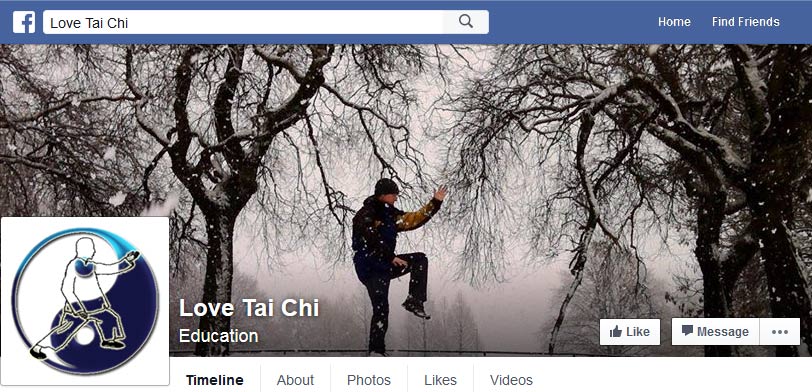 f Love Tai Chi Home Find Friends
Love Tai Chi
Education
Like Message •••
Timeline About Photos Likes Videos